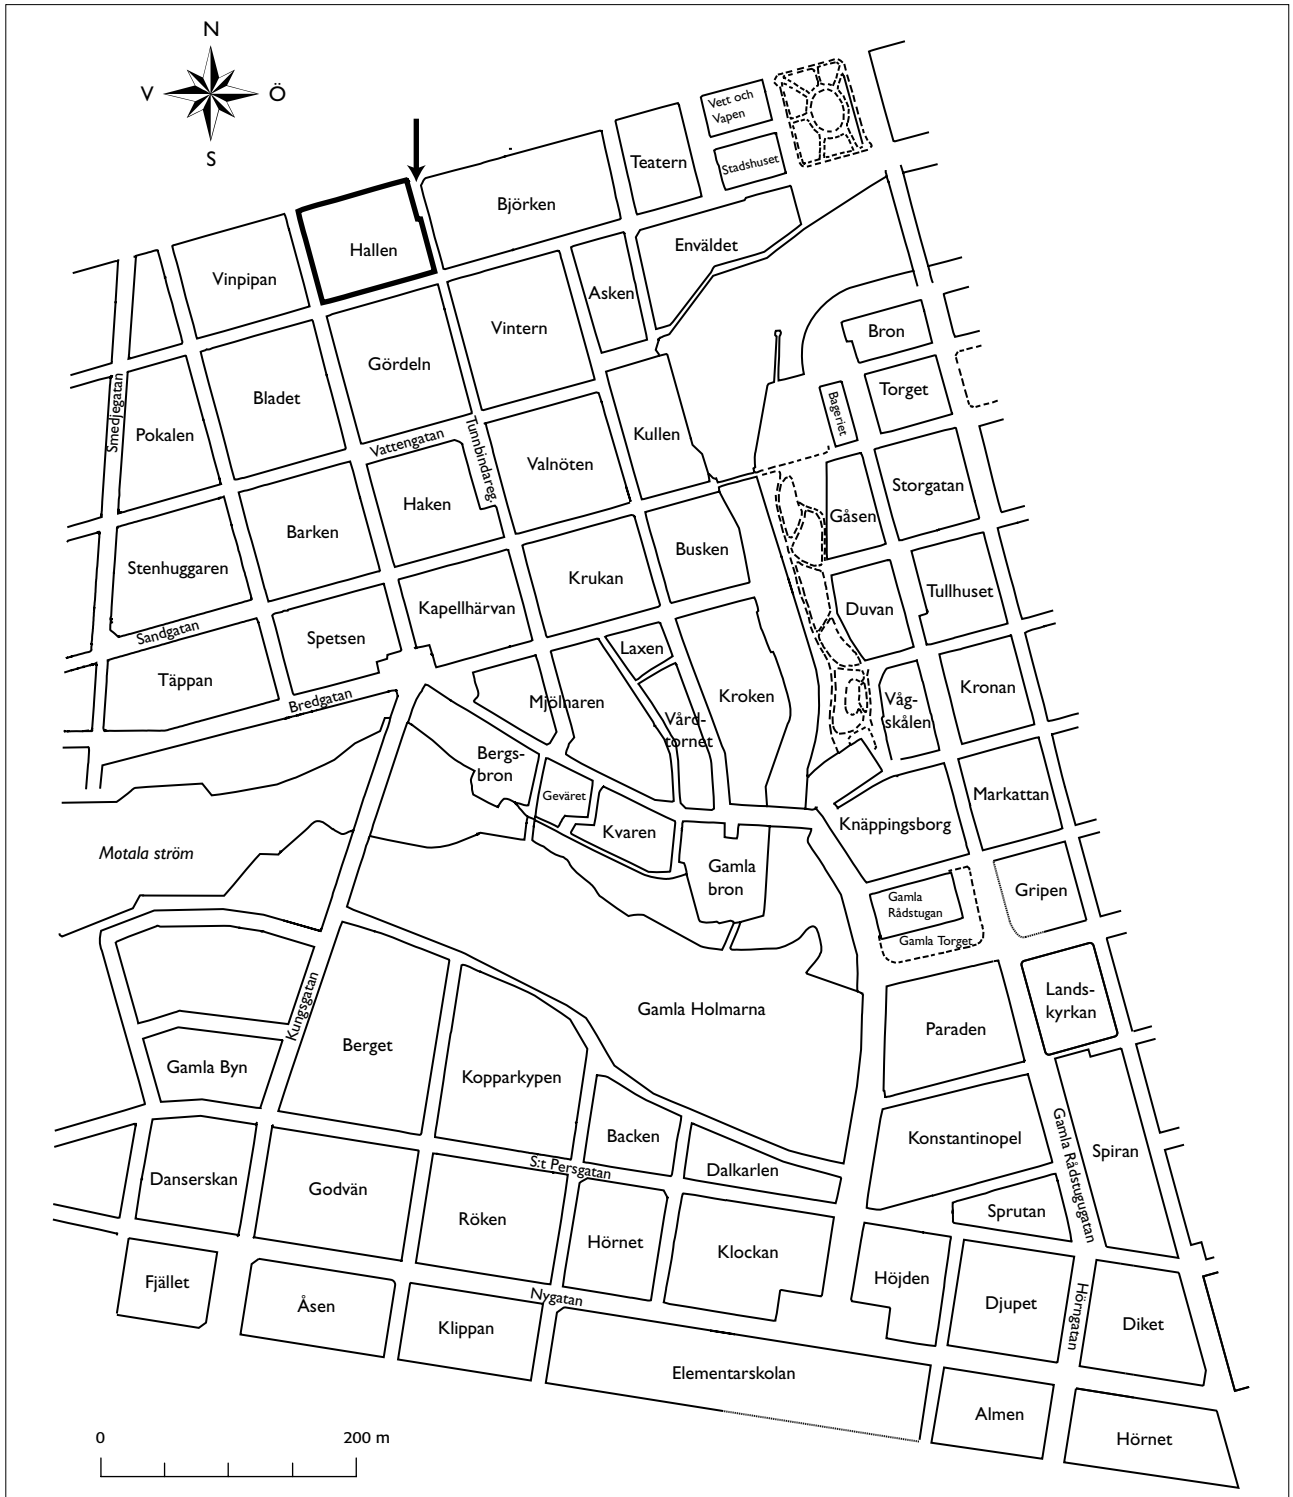 N
V
Ö
S
Vett och
Vapen
Teatern
Stadshuset
Björken
Hallen
Enväldet
Vinpipan
Asken
Vintern
Bron
Gördeln
Torget
Bladet
Smedjegatan
Bageriet
Pokalen
Vattengatan
Tunnbindareg.
Kullen
Valnöten
Storgatan
Haken
Gåsen
Barken
Busken
Stenhuggaren
Krukan
Tullhuset
Kapellhärvan
Duvan
Sandgatan
Spetsen
Laxen
Täppan
Kroken
Kronan
Bredgatan
Mjölnaren
Våg-
skålen
Vård-
tornet
Bergs-
bron
Geväret
Markattan
Kvaren
Knäppingsborg
Motala ström
Gamla
bron
Gripen
Gamla
Rådstugan
Gamla Torget
Kungsgatan
Lands-
kyrkan
Gamla Holmarna
Paraden
Berget
Gamla Byn
Kopparkypen
Backen
Konstantinopel
Gamla Rådstugugatan
Spiran
S:t Persgatan
Dalkarlen
Danserskan
Godvän
Röken
Sprutan
Hörnet
Klockan
Höjden
Fjället
Åsen
Nygatan
Djupet
Hörngatan
Diket
Klippan
Elementarskolan
Almen
Hörnet
0
200 m